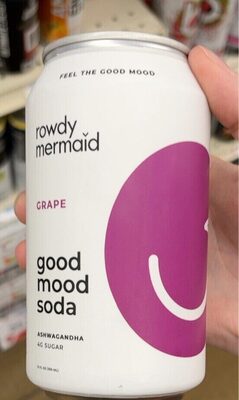 FEEL THE GOOD MOOD
rowdy
mermaid
GRAPE
good
mood
soda
ASHWAGANDHA
4G SUGAR